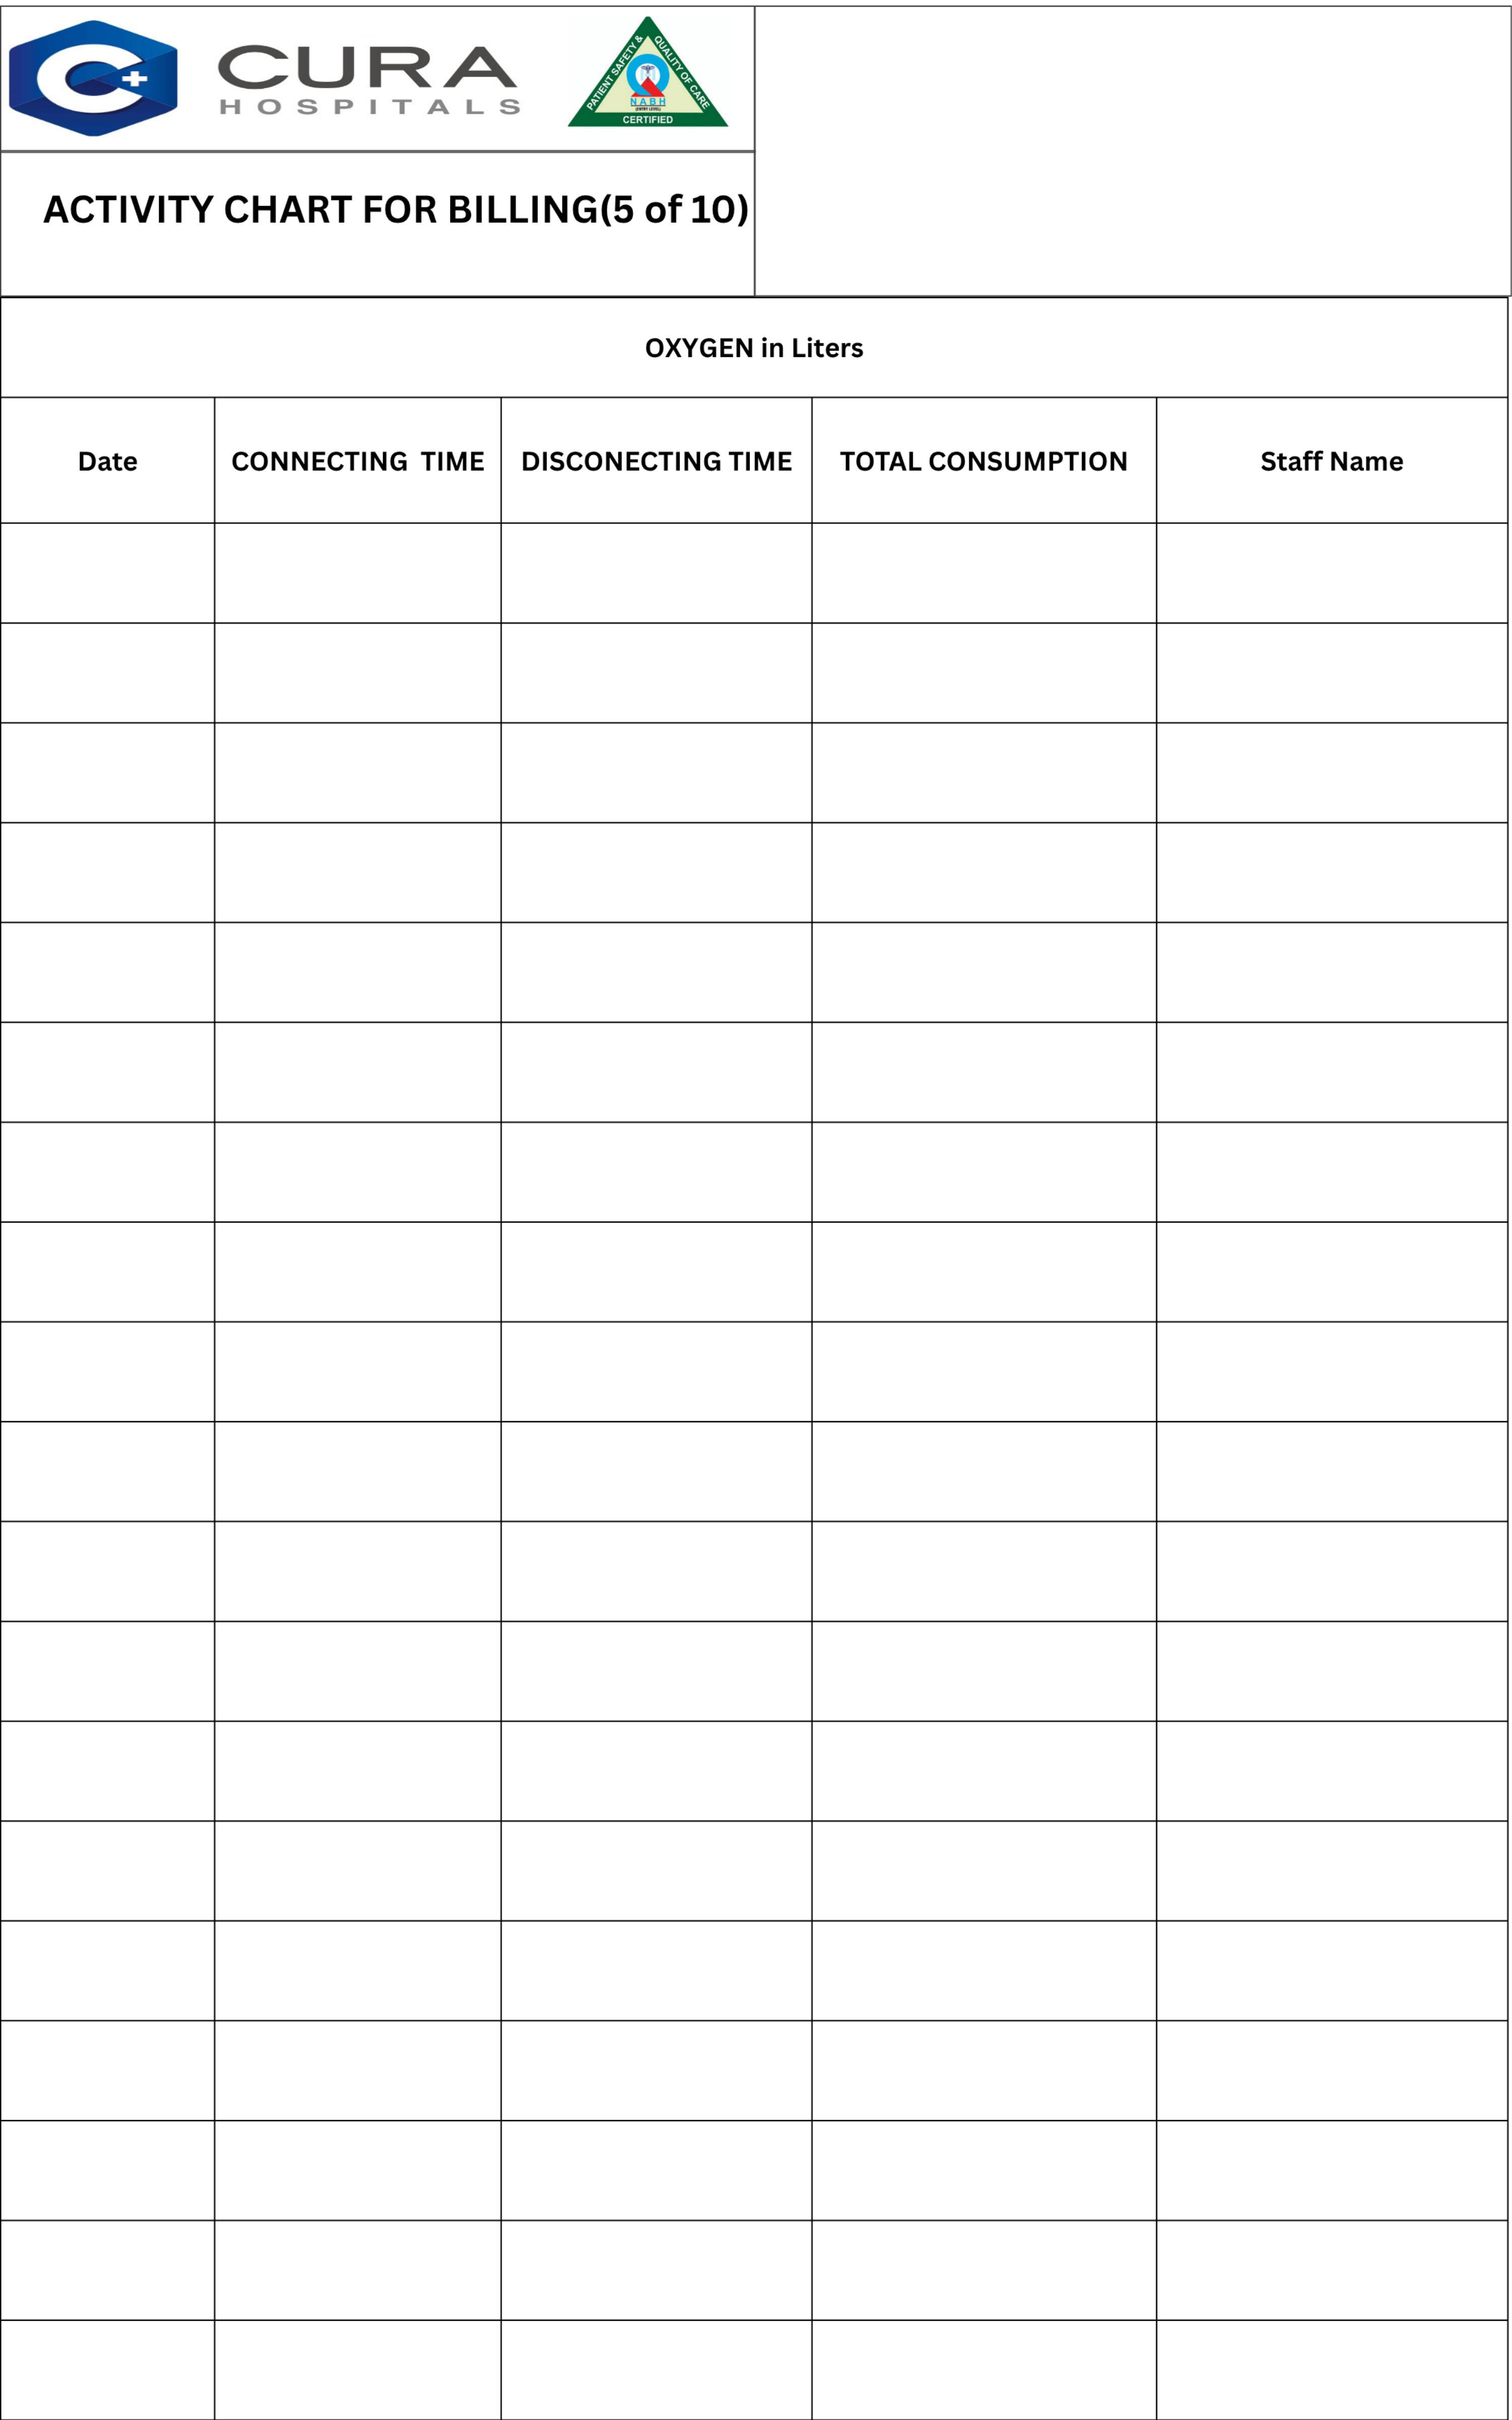 CURA
HOSPITALS
PATIENT SAFETY & QUALITY OF CARE
NABH
(ENTRY LEVEL)
CERTIFIED
ACTIVITY CHART FOR BILLING(5 of 10)
OXYGEN in Liters
Date CONNECTING TIME DISCONECTING TIME TOTAL CONSUMPTION Staff Name